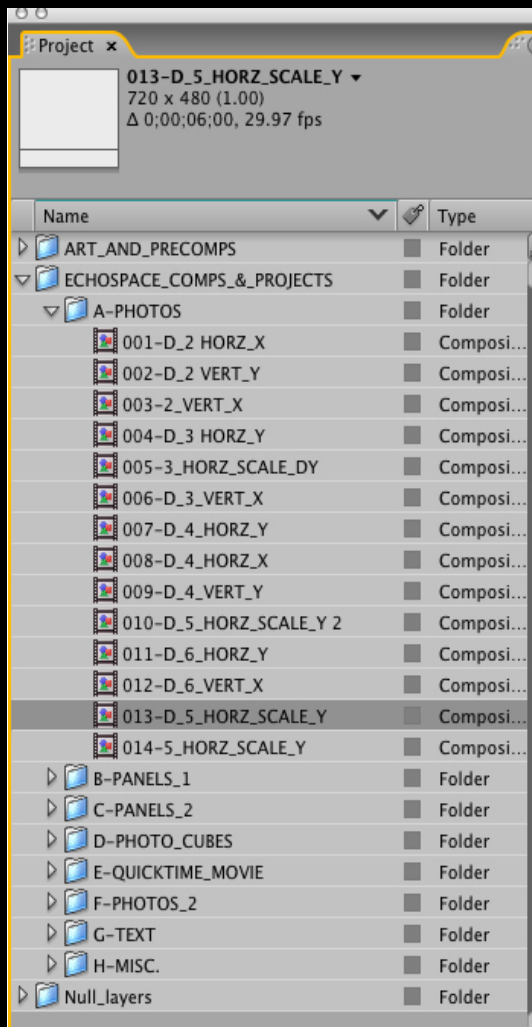 Project ×
013-D_5_HORZ_SCALE_Y
720 x 480 (1.00)
Δ 0;00;06;00, 29.97 fps
Name Type
ART_AND_PRECOMPS Folder
ECHOSPACE_COMPS_&_PROJECTS Folder
A-PHOTOS Folder
001-D_2 HORZ_X Composi...
002-D_2 VERT_Y Composi...
003-2_VERT_X Composi...
004-D_3 HORZ_Y Composi...
005-3_HORZ_SCALE_DY Composi...
006-D_3_VERT_X Composi...
007-D_4_HORZ_Y Composi...
008-D_4_HORZ_X Composi...
009-D_4_VERT_Y Composi...
010-D_5_HORZ_SCALE_Y 2 Composi...
011-D_6_HORZ_Y Composi...
012-D_6_VERT_X Composi...
013-D_5_HORZ_SCALE_Y Composi...
014-5_HORZ_SCALE_Y Composi...
B-PANELS_1 Folder
C-PANELS_2 Folder
D-PHOTO_CUBES Folder
E-QUICKTIME_MOVIE Folder
F-PHOTOS_2 Folder
G-TEXT Folder
H-MISC. Folder
Null_layers Folder